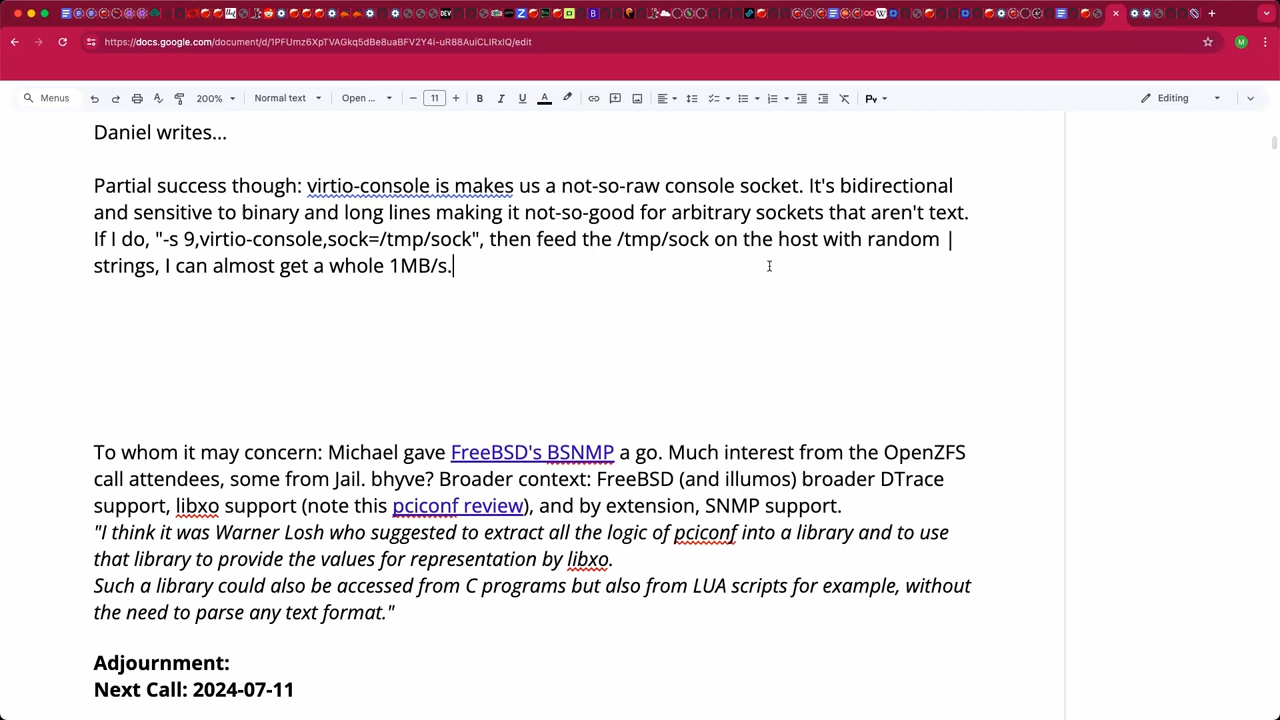 https://docs.google.com/document/d/1PFUmz6XpTVAGkq5dBe8uaBFV2Y4i-uR88AuiCLIRxIQ/edit
Menus
200%
Normal text
Open ...
11
Editing
Daniel writes...
Partial success though: virtio-console is makes us a not-so-raw console socket. It's bidirectional
and sensitive to binary and long lines making it not-so-good for arbitrary sockets that aren't text.
If I do, "-s 9,virtio-console,sock=/tmp/sock", then feed the /tmp/sock on the host with random |
strings, I can almost get a whole 1MB/s.
To whom it may concern: Michael gave FreeBSD's BSNMP a go. Much interest from the OpenZFS
call attendees, some from Jail. bhyve? Broader context: FreeBSD (and illumos) broader DTrace
support, libxo support (note this pciconf review), and by extension, SNMP support.
"I think it was Warner Losh who suggested to extract all the logic of pciconf into a library and to use
that library to provide the values for representation by libxo.
Such a library could also be accessed from C programs but also from LUA scripts for example, without
the need to parse any text format."
Adjournment:
Next Call: 2024-07-11